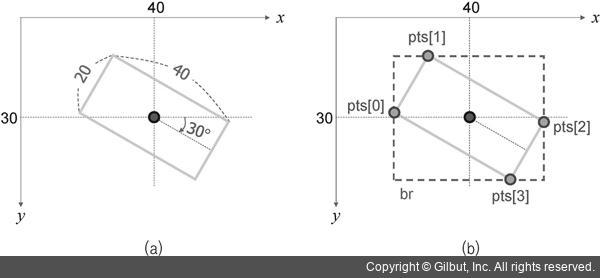 40
x
20
40
30
30°
y
(a)
40
x
pts[1]
pts[0]
30
pts[2]
br
pts[3]
y
(b)
Copyright © Gilbut, Inc. All rights reserved.